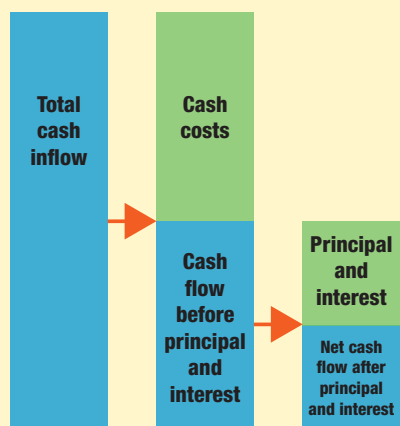 Total
cash
inflow
Cash
costs
Cash
flow
before
principal
and
interest
Principal
and
interest
Net cash
flow after
principal
and interest